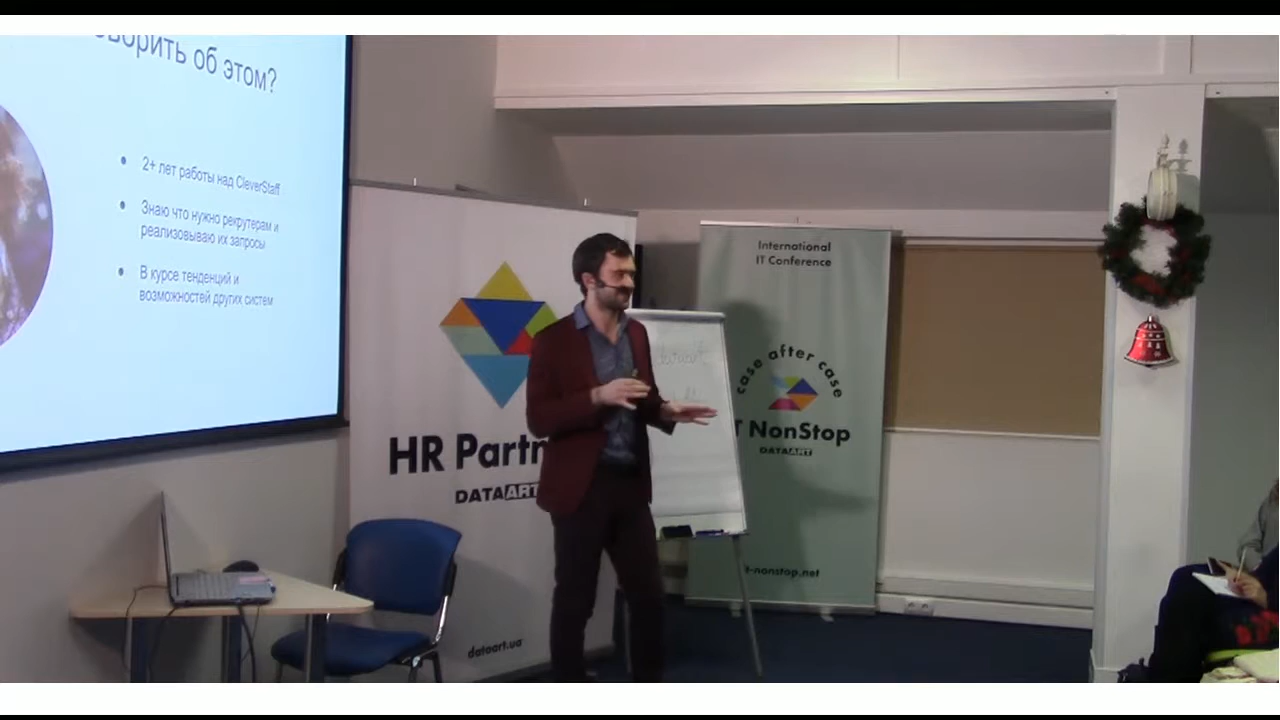 об этом?
2+ лет работы над CleverStaff
Знаю что нужно рекрутерам и
реализовываю их запросы
В курсе тенденций и
возможностей других систем
HR Partn
DATAART
dataart.ua
International
IT Conference
case after case
NonStop
DATAART
it-nonstop.net